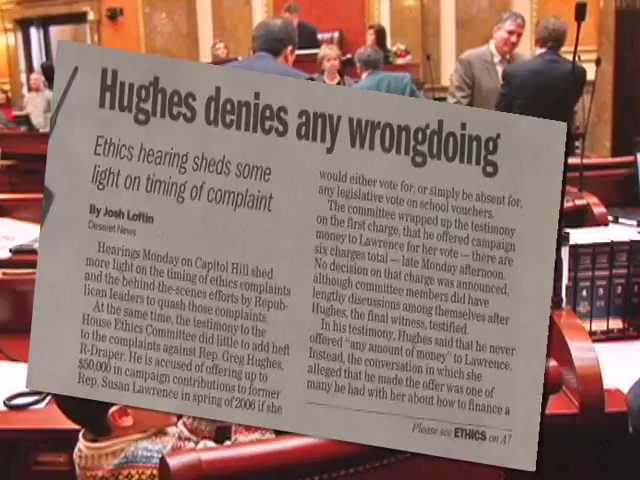 Hughes denies any wrongdoing
Ethics hearing sheds some
light on timing of complaint
By Josh Loftin
Deseret News
Hearings Monday on Capitol Hill shed
more light on the timing of ethics complaints
and the behind-the-scenes efforts by Repub-
lican leaders to quash those complaints.
At the same time, the testimony to the
House Ethics Committee did little to add heft
to the complaints against Rep. Greg Hughes,
R-Draper. He is accused of offering up to
$50,000 in campaign contributions to former
Rep. Susan Lawrence in spring of 2006 if she
would either vote for, or simply be absent for,
any legislative vote on school vouchers.
The committee wrapped up the testimony
on the first charge, that he offered campaign
money to Lawrence for her vote — there are
six charges total — late Monday afternoon.
No decision on that charge was announced,
although committee members did have
lengthy discussions among themselves after
Hughes, the final witness, testified.
In his testimony, Hughes said that he never
offered "any amount of money" to Lawrence.
Instead, the conversation in which she
alleged that he made the offer was one of
many he had with her about how to finance a
Please see ETHICS on A7